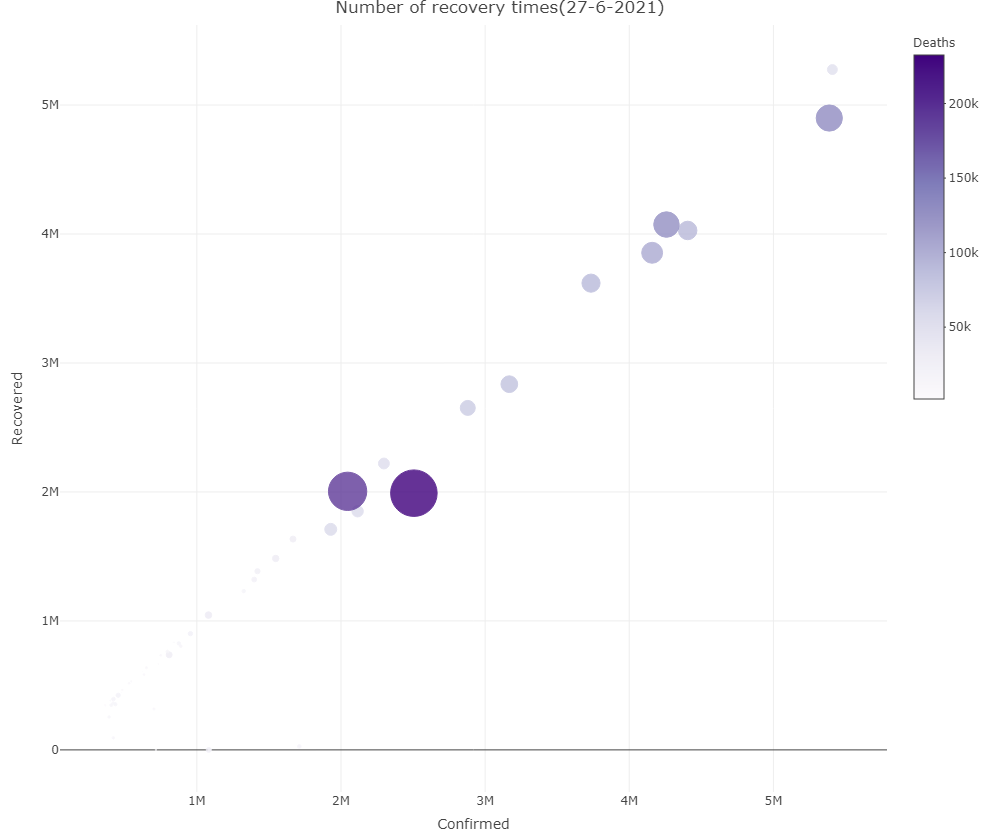 Number of recovery times(27-6-2021)
Deaths
200k
150k
100k
50k
5M
4M
3M
2M
1M
0
Recovered
1M
2M
3M
4M
5M
Confirmed